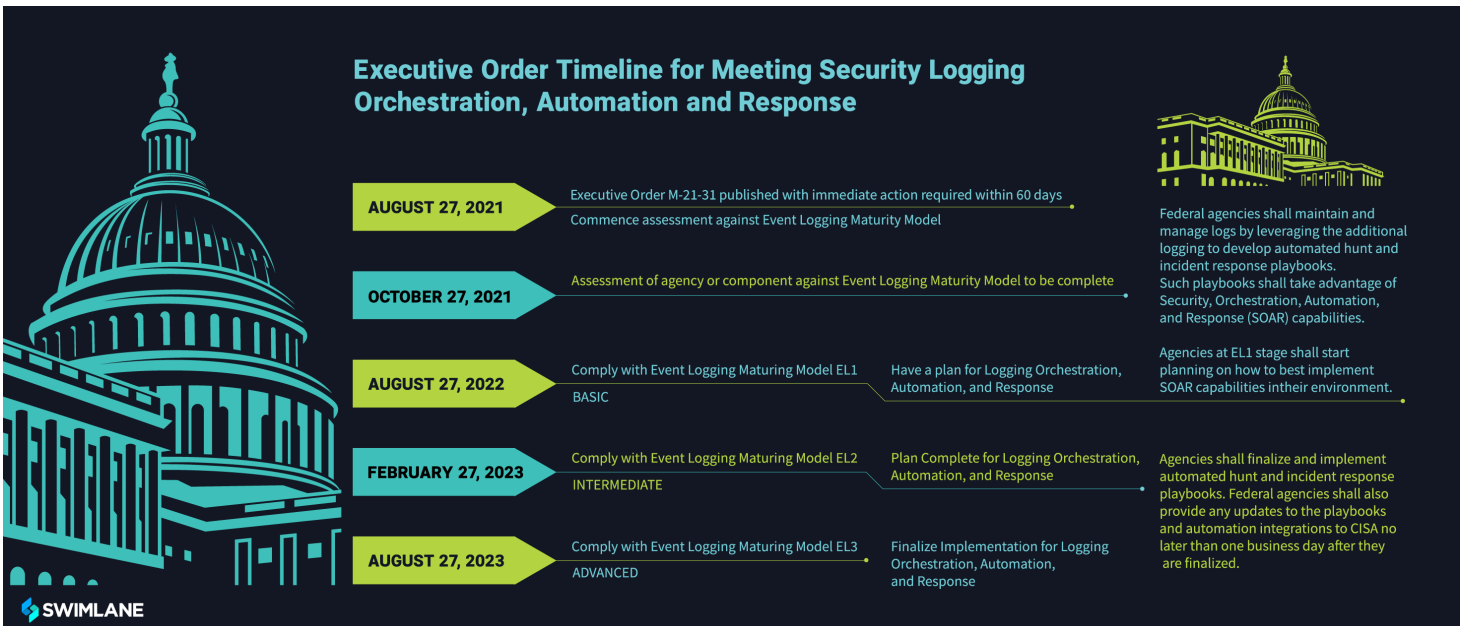 Executive Order Timeline for Meeting Security Logging
Orchestration, Automation and Response
AUGUST 27, 2021
Executive Order M-21-31 published with immediate action required within 60 days
Commence assessment against Event Logging Maturity Model
OCTOBER 27, 2021
Assessment of agency or component against Event Logging Maturity Model to be complete
AUGUST 27, 2022
Comply with Event Logging Maturing Model EL1
BASIC
Have a plan for Logging Orchestration,
Automation, and Response
FEBRUARY 27, 2023
Comply with Event Logging Maturing Model EL2
INTERMEDIATE
Plan Complete for Logging Orchestration,
Automation, and Response
AUGUST 27, 2023
Comply with Event Logging Maturing Model EL3
ADVANCED
Finalize Implementation for Logging
Orchestration, Automation,
and Response
Federal agencies shall maintain and
manage logs by leveraging the additional
logging to develop automated hunt and
incident response playbooks.
Such playbooks shall take advantage of
Security, Orchestration, Automation,
and Response (SOAR) capabilities.
Agencies at EL1 stage shall start
planning on how to best implement
SOAR capabilities intheir environment.
Agencies shall finalize and implement
automated hunt and incident response
playbooks. Federal agencies shall also
provide any updates to the playbooks
and automation integrations to CISA no
later than one business day after they
are finalized.
SWIMLANE